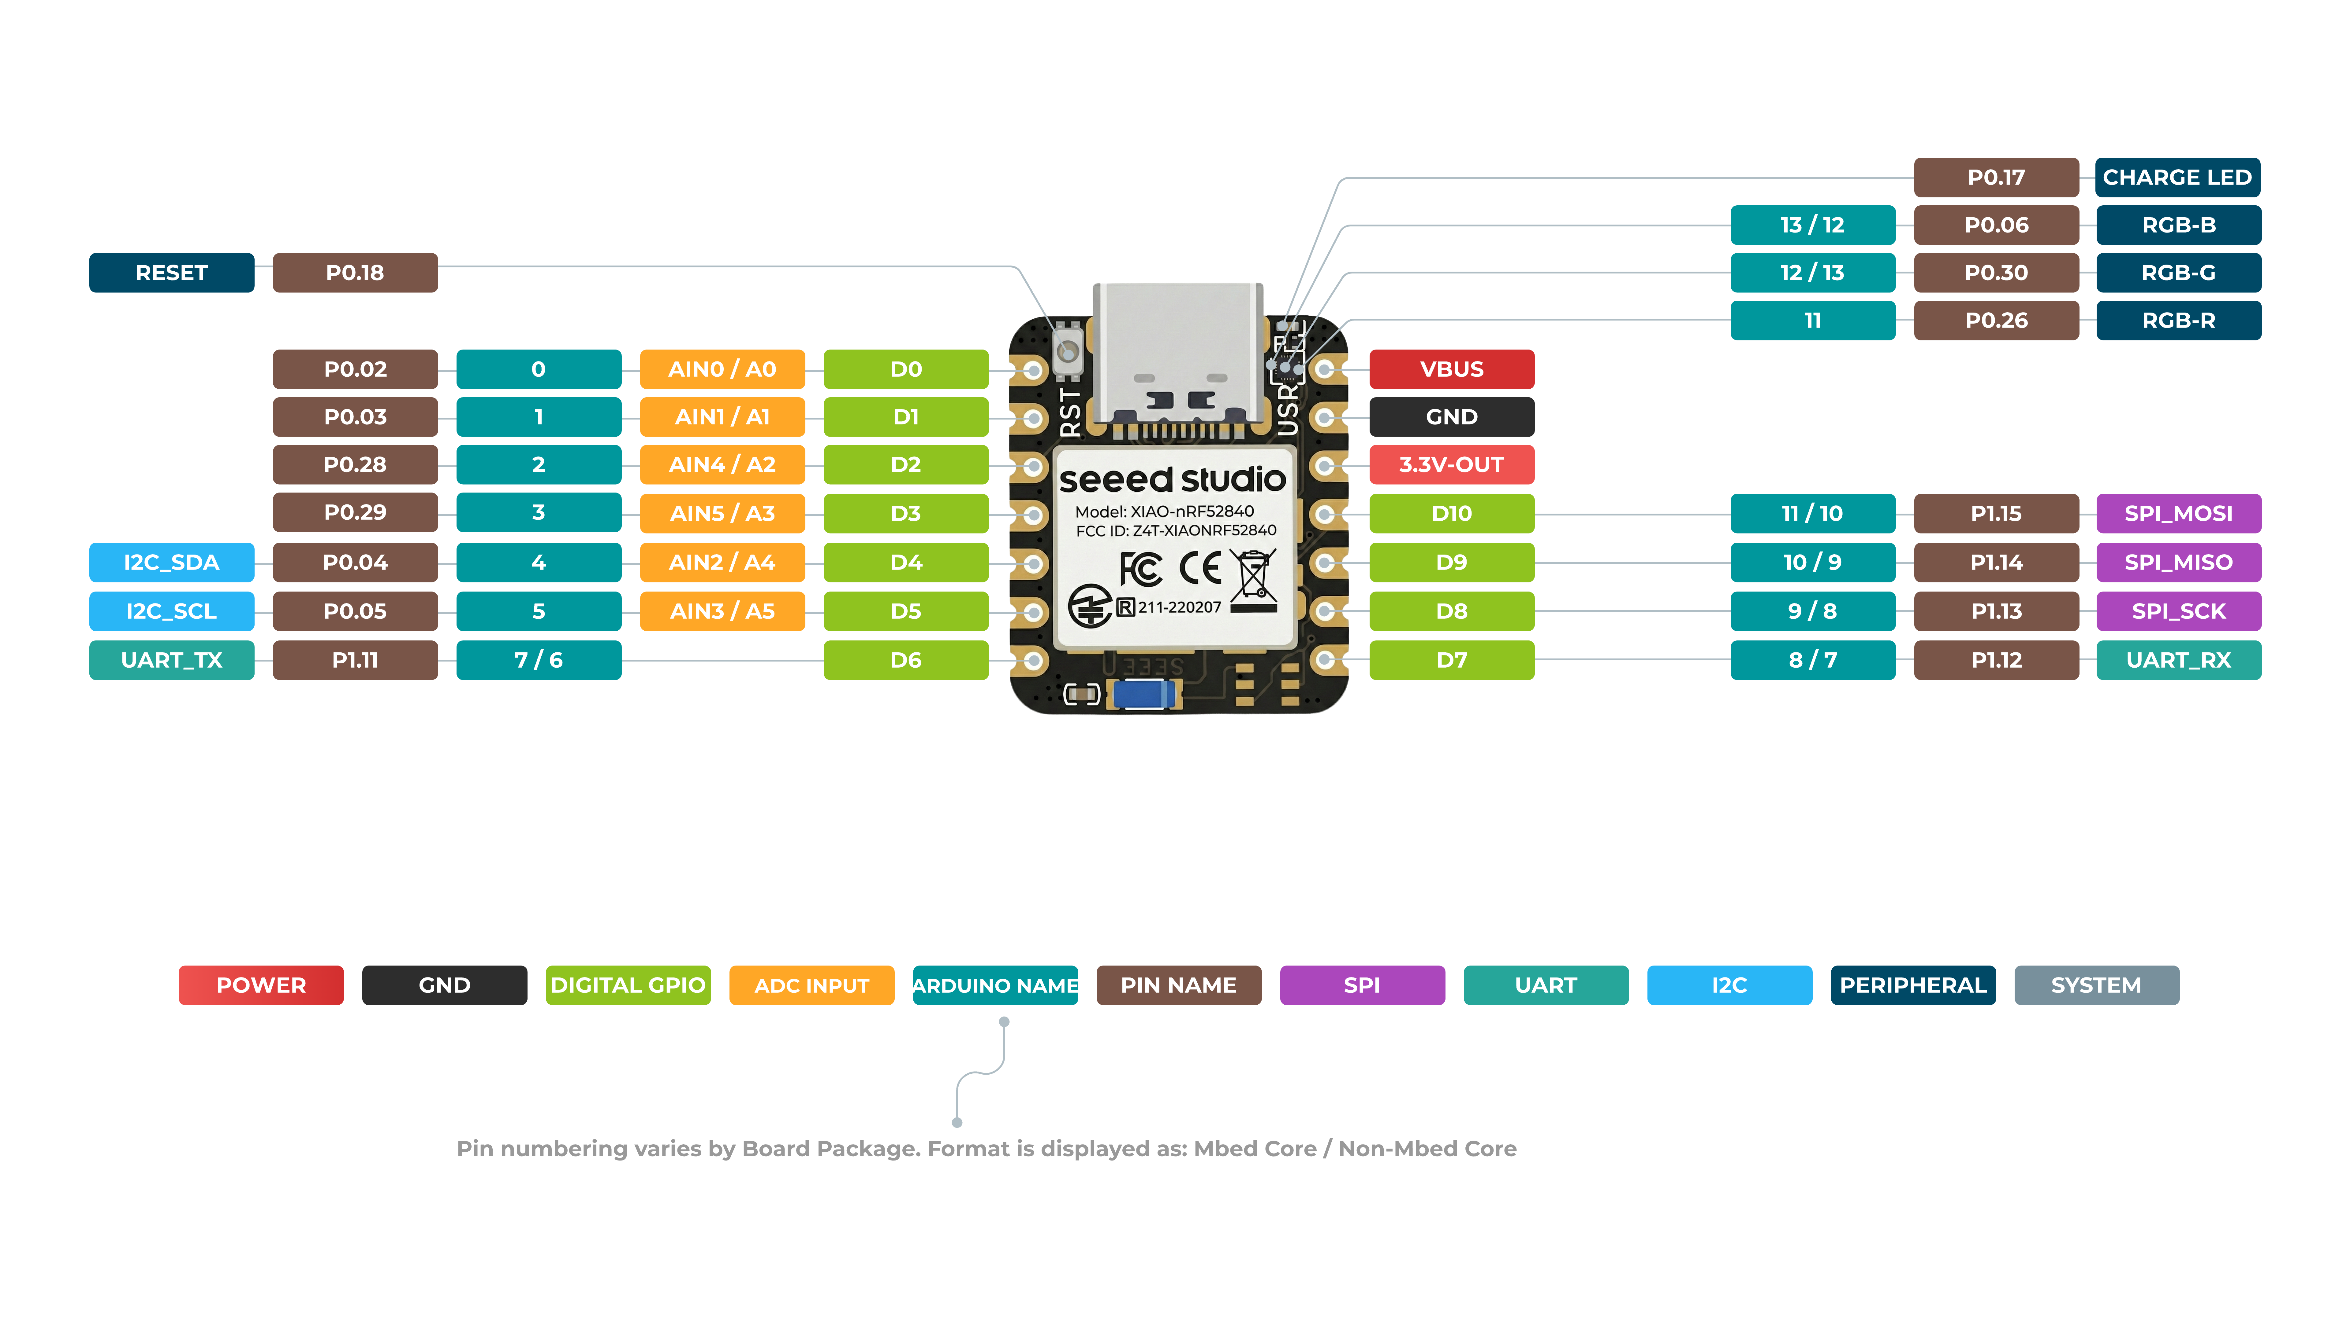 P0.17 CHARGE LED
13 / 12 P0.06 RGB-B
RESET P0.18
12 / 13 P0.30 RGB-G
11 P0.26 RGB-R
P0.02 0 AIN0 / A0 D0
VBUS
P0.03 1 AIN1 / A1 D1
GND
P0.28 2 AIN4 / A2 D2
3.3V-OUT
P0.29 3 AIN5 / A3 D3
D10 11 / 10 P1.15 SPI_MOSI
I2C_SDA P0.04 4 AIN2 / A4 D4
D9 10 / 9 P1.14 SPI_MISO
I2C_SCL P0.05 5 AIN3 / A5 D5
D8 9 / 8 P1.13 SPI_SCK
UART_TX P1.11 7 / 6 D6
D7 8 / 7 P1.12 UART_RX
RST
USR
seeed studio
Model: XIAO-nRF52840
FCC ID: Z4T-XIAONRF52840
FC CE
R 211-220207
POWER GND DIGITAL GPIO ADC INPUT ARDUINO NAME PIN NAME SPI UART I2C PERIPHERAL SYSTEM
Pin numbering varies by Board Package. Format is displayed as: Mbed Core / Non-Mbed Core